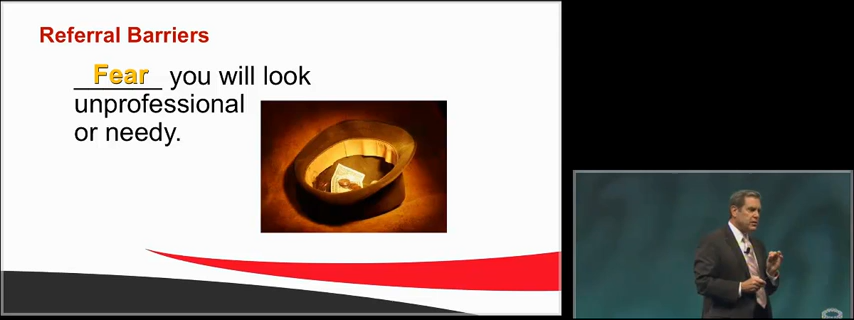 Referral Barriers
Fear you will look
unprofessional
or needy.